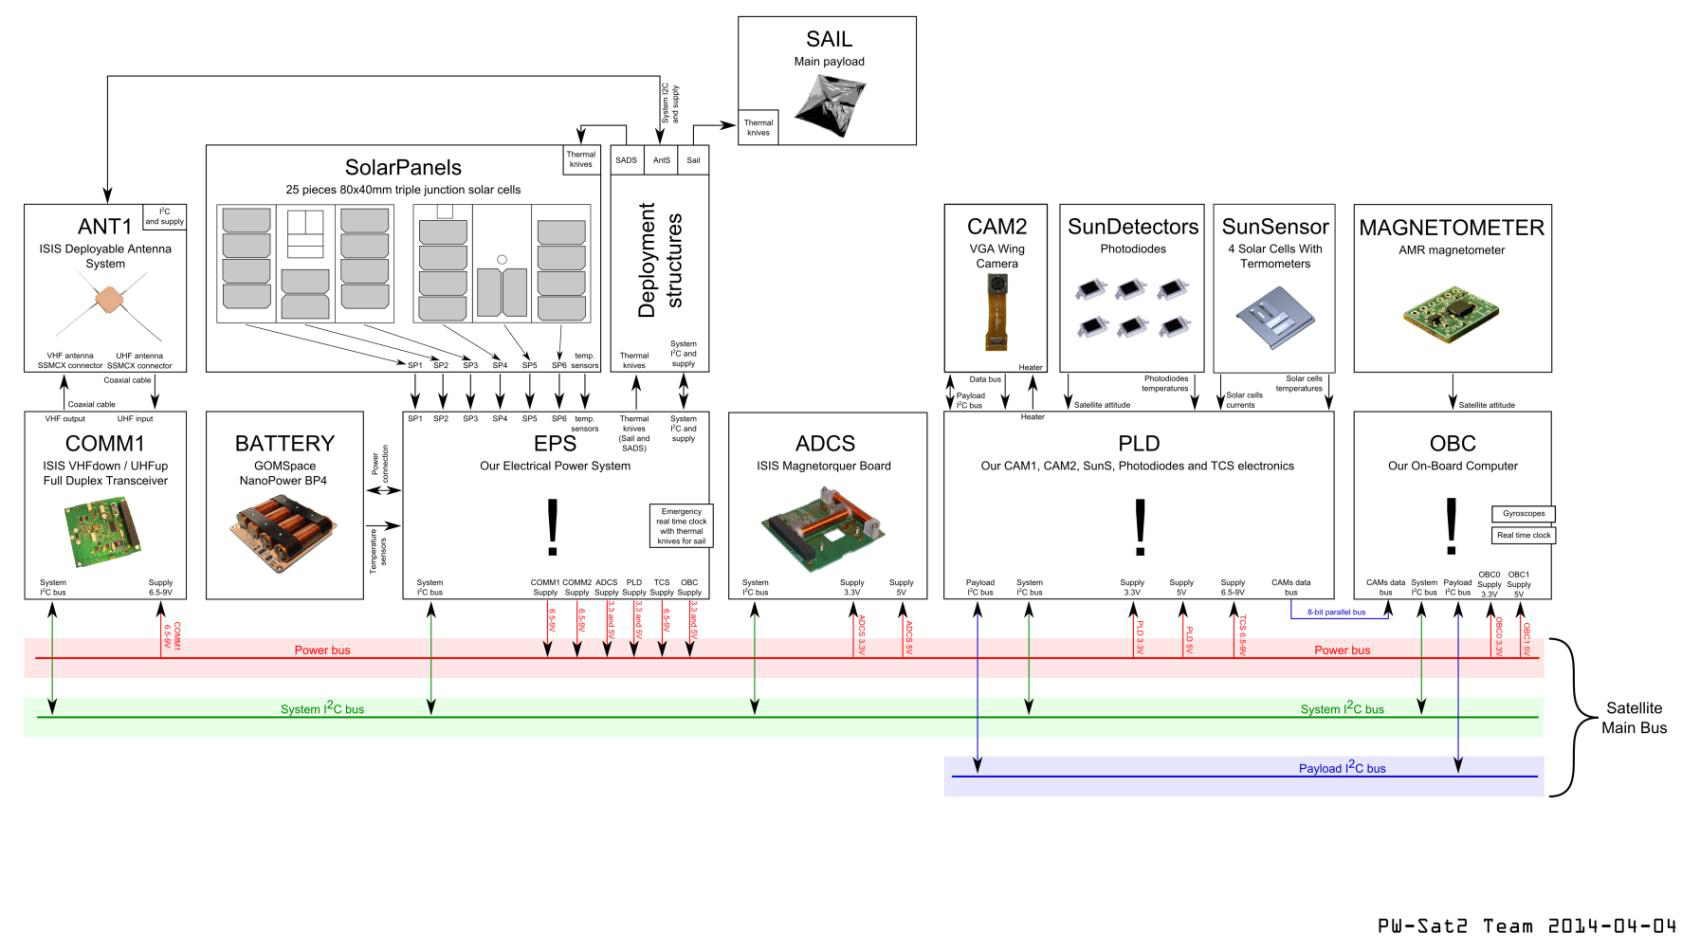 SAIL
Main payload
Thermal
knives
System I2C
and supply
SolarPanels
25 pieces 80x40mm triple junction solar cells
Thermal
knives
SADS
AntS
Sail
Deployment
structures
ANT1
I²C
and supply
ISIS Deployable Antenna
System
VHF antenna
SSMCX connector
UHF antenna
SSMCX connector
SP1
SP2
SP3
SP4
SP5
SP6
temp.
sensors
Thermal
knives
System
I²C and
supply
CAM2
VGA Wing
Camera
Heater
SunDetectors
Photodiodes
SunSensor
4 Solar Cells With
Termometers
MAGNETOMETER
AMR magnetometer
Coaxial cable
Coaxial cable
Data bus
Payload
I²C bus
Photodiodes
temperatures
Satellite attitude
Solar cells
temperatures
Solar cells
currents
Satellite attitude
VHF output
UHF input
COMM1
ISIS VHFdown / UHFup
Full Duplex Transceiver
System
I²C bus
Supply
6.5-9V
BATTERY
GOMSpace
NanoPower BP4
Power
connection
Temperature
sensors
SP1
SP2
SP3
SP4
SP5
SP6
temp.
sensors
Thermal
knives
(Sail and
SADS)
System
I²C and
supply
EPS
Our Electrical Power System
!
Emergency
real time clock
with thermal
knives for sail
System
I²C bus
COMM1
Supply
COMM2
Supply
ADCS
Supply
PLD
Supply
TCS
Supply
OBC
Supply
ADCS
ISIS Magnetorquer Board
System
I²C bus
Supply
3.3V
Supply
5V
Heater
PLD
Our CAM1, CAM2, SunS, Photodiodes and TCS electronics
!
Payload
I²C bus
System
I²C bus
Supply
3.3V
Supply
5V
Supply
6.5-9V
CAMs data
bus
8-bit parallel bus
OBC
Our On-Board Computer
!
Gyroscopes
Real time clock
CAMs data
bus
System
I²C bus
Payload
I²C bus
OBC0
Supply
3.3V
OBC1
Supply
5V
COMM1
6.5-9V
6.5-9V
6.5-9V
3.3 and 5V
3.3 and 5V
6.5-9V
3.3 and 5V
ADCS 3.3V
ADCS 5V
PLD 3.3V
PLD 5V
TCS 6.5-9V
OBC0 3.3V
OBC1 5V
Power bus
Power bus
System I²C bus
System I²C bus
Payload I²C bus
Satellite
Main Bus
PW-Sat2 Team 2014-04-04